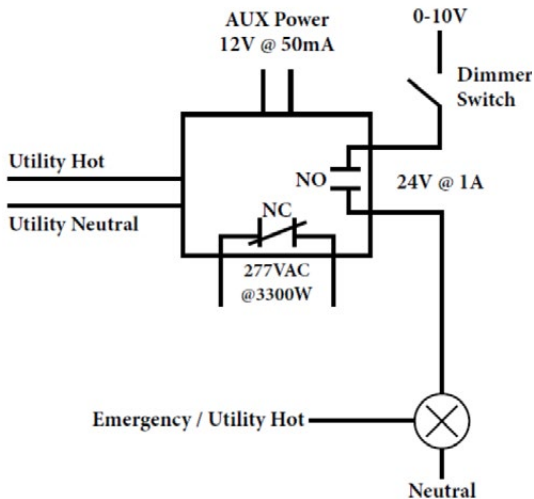 AUX Power
12V @ 50mA
0-10V
Dimmer
Switch
Utility Hot
NO
24V @ 1A
Utility Neutral
NC
277VAC
@3300W
Emergency / Utility Hot
Neutral